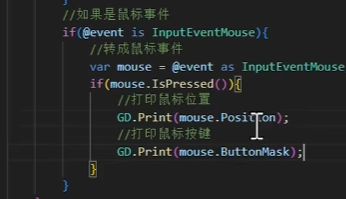 }
//如果是鼠标事件
if(@event is InputEventMouse){
//转成鼠标事件
var mouse = @event as InputEventMouse
if(mouse.IsPressed()){
//打印鼠标位置
GD.Print(mouse.Position);
//打印鼠标按键
GD.Print(mouse.ButtonMask);
}
}